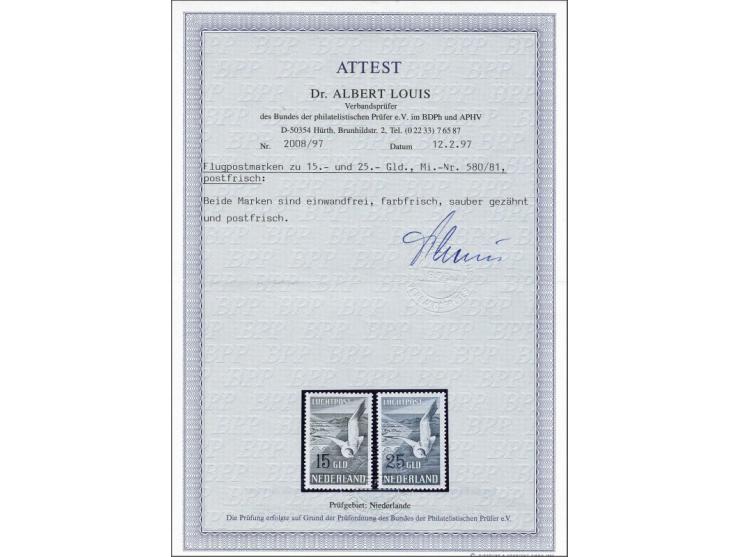 ATTEST
Dr. ALBERT LOUIS
Verbandsprüfer
des Bundes der philatelistischen Prüfer e.V. im BDPh und APHV
D-50354 Hürth, Brunhildstr. 2, Tel. (0 22 33) 7 65 87
Nr. 2008/97 Datum 12.2.97
Flugpostmarken zu 15.- und 25.- Gld., Mi.-Nr. 580/81,
postfrisch:
Beide Marken sind einwandfrei, farbfrisch, sauber gezähnt
und postfrisch.
LUCHTPOST LUCHTPOST
15 GLD 25 GLD
NEDERLAND NEDERLAND
Prüfgebiet: Niederlande
Die Prüfung erfolgte auf Grund der Prüfordnung des Bundes der Philatelistischen Prüfer e.V.